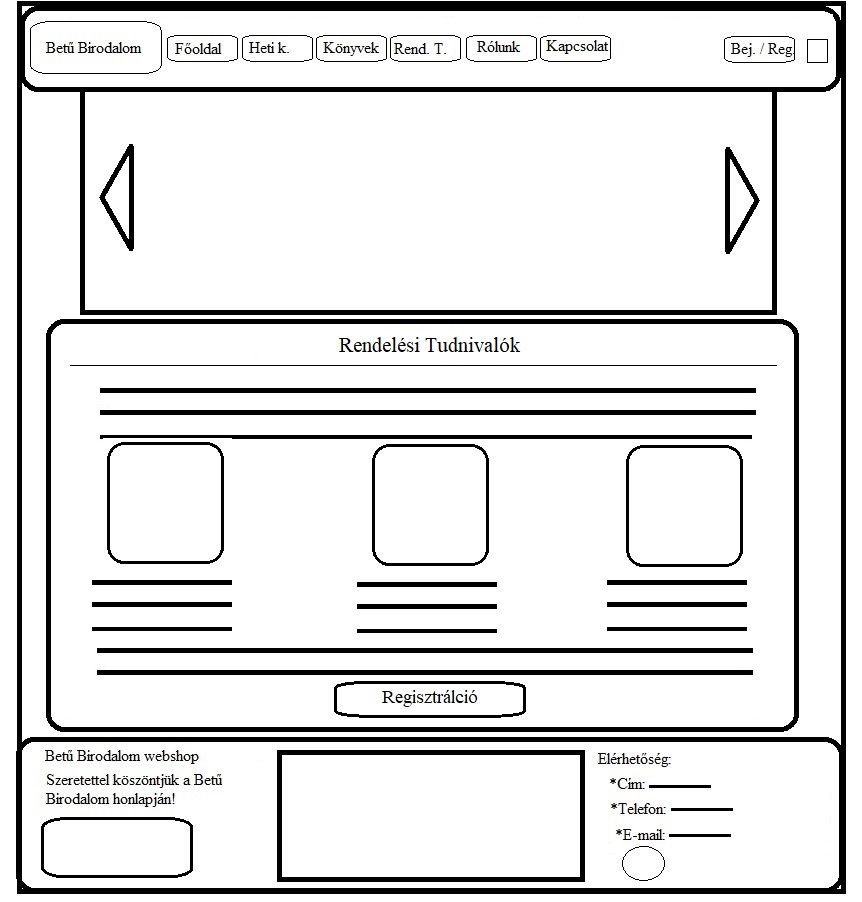 Betű Birodalom
Főoldal
Heti k.
Könyvek
Rend. T.
Rólunk
Kapcsolat
Bej. / Reg.
Rendelési Tudnivalók
Regisztrálció
Betű Birodalom webshop
Szeretettel köszöntjük a Betű
Birodalom honlapján!
Elérhetőség:
*Cím:
*Telefon:
*E-mail: